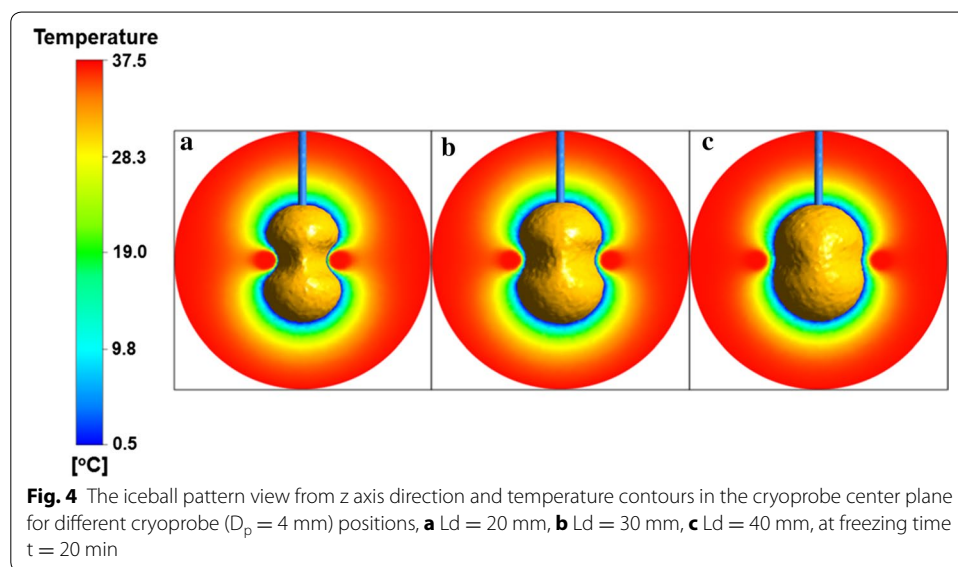 Temperature
37.5
28.3
19.0
9.8
0.5
[°C]
a
b
c
Fig. 4 The iceball pattern view from z axis direction and temperature contours in the cryoprobe center plane
for different cryoprobe (Dₚ = 4 mm) positions, a Ld = 20 mm, b Ld = 30 mm, c Ld = 40 mm, at freezing time
t = 20 min